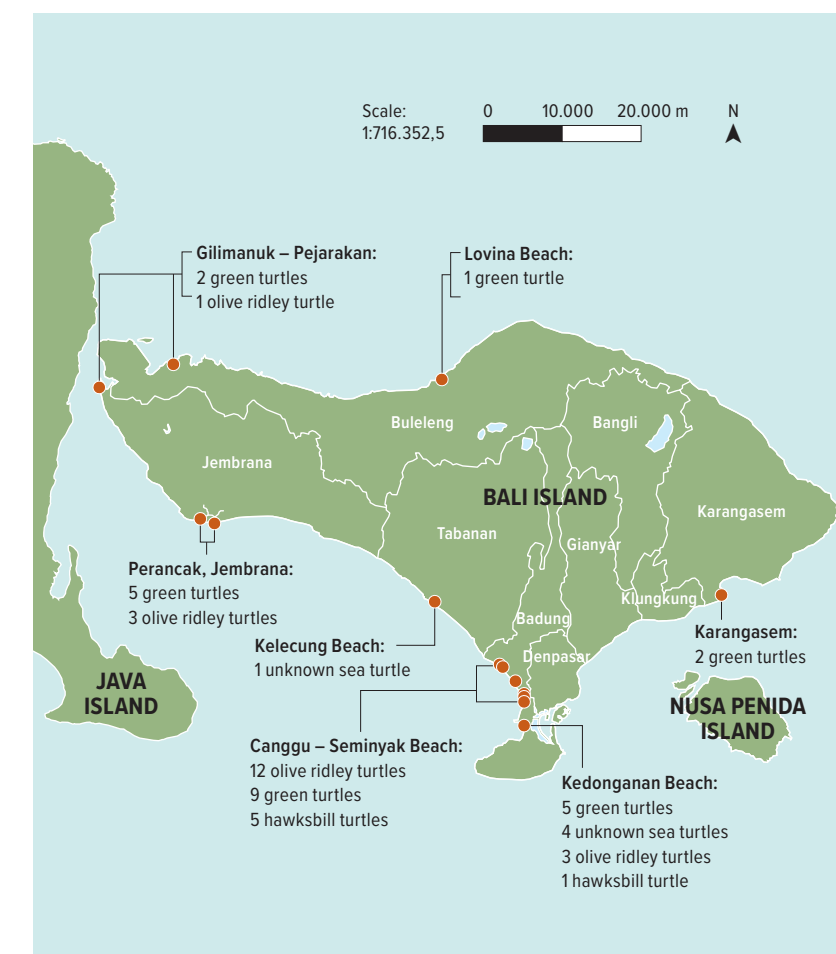 Scale:
1:716.352,5
0 10.000 20.000 m
N
Gilimanuk – Pejarakan:
2 green turtles
1 olive ridley turtle
Lovina Beach:
1 green turtle
Buleleng
Bangli
Jembrana
BALI ISLAND
Karangasem
Tabanan
Gianyar
Perancak, Jembrana:
5 green turtles
3 olive ridley turtles
Klungkung
Badung
Karangasem:
2 green turtles
Kelecung Beach:
1 unknown sea turtle
Denpasar
JAVA
ISLAND
NUSA PENIDA
ISLAND
Canggu – Seminyak Beach:
12 olive ridley turtles
9 green turtles
5 hawksbill turtles
Kedonganan Beach:
5 green turtles
4 unknown sea turtles
3 olive ridley turtles
1 hawksbill turtle